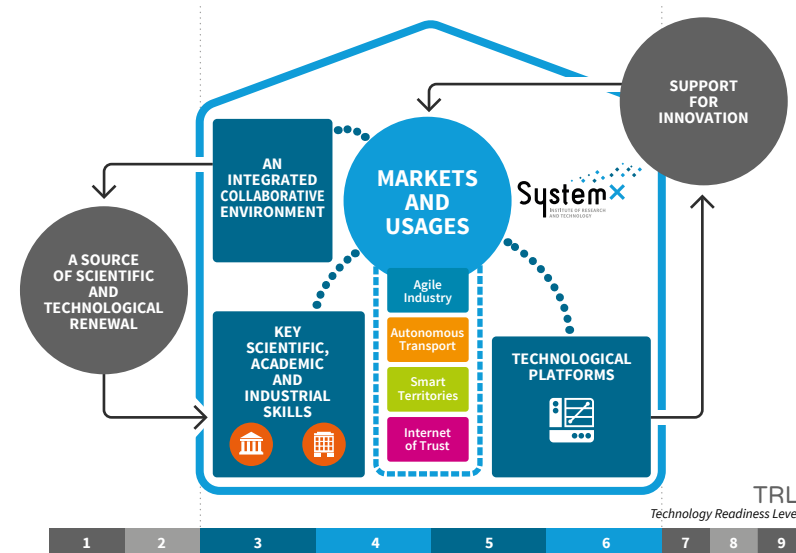 SUPPORT
FOR
INNOVATION
AN
INTEGRATED
COLLABORATIVE
ENVIRONMENT
MARKETS
AND
USAGES
SystemX
INSTITUTE OF RESEARCH
AND TECHNOLOGY
A SOURCE
OF SCIENTIFIC
AND
TECHNOLOGICAL
RENEWAL
Agile
Industry
KEY
SCIENTIFIC,
ACADEMIC
AND
INDUSTRIAL
SKILLS
Autonomous
Transport
Smart
Territories
Internet
of Trust
TECHNOLOGICAL
PLATFORMS
TRL
Technology Readiness Leve
1 2 3 4 5 6 7 8 9